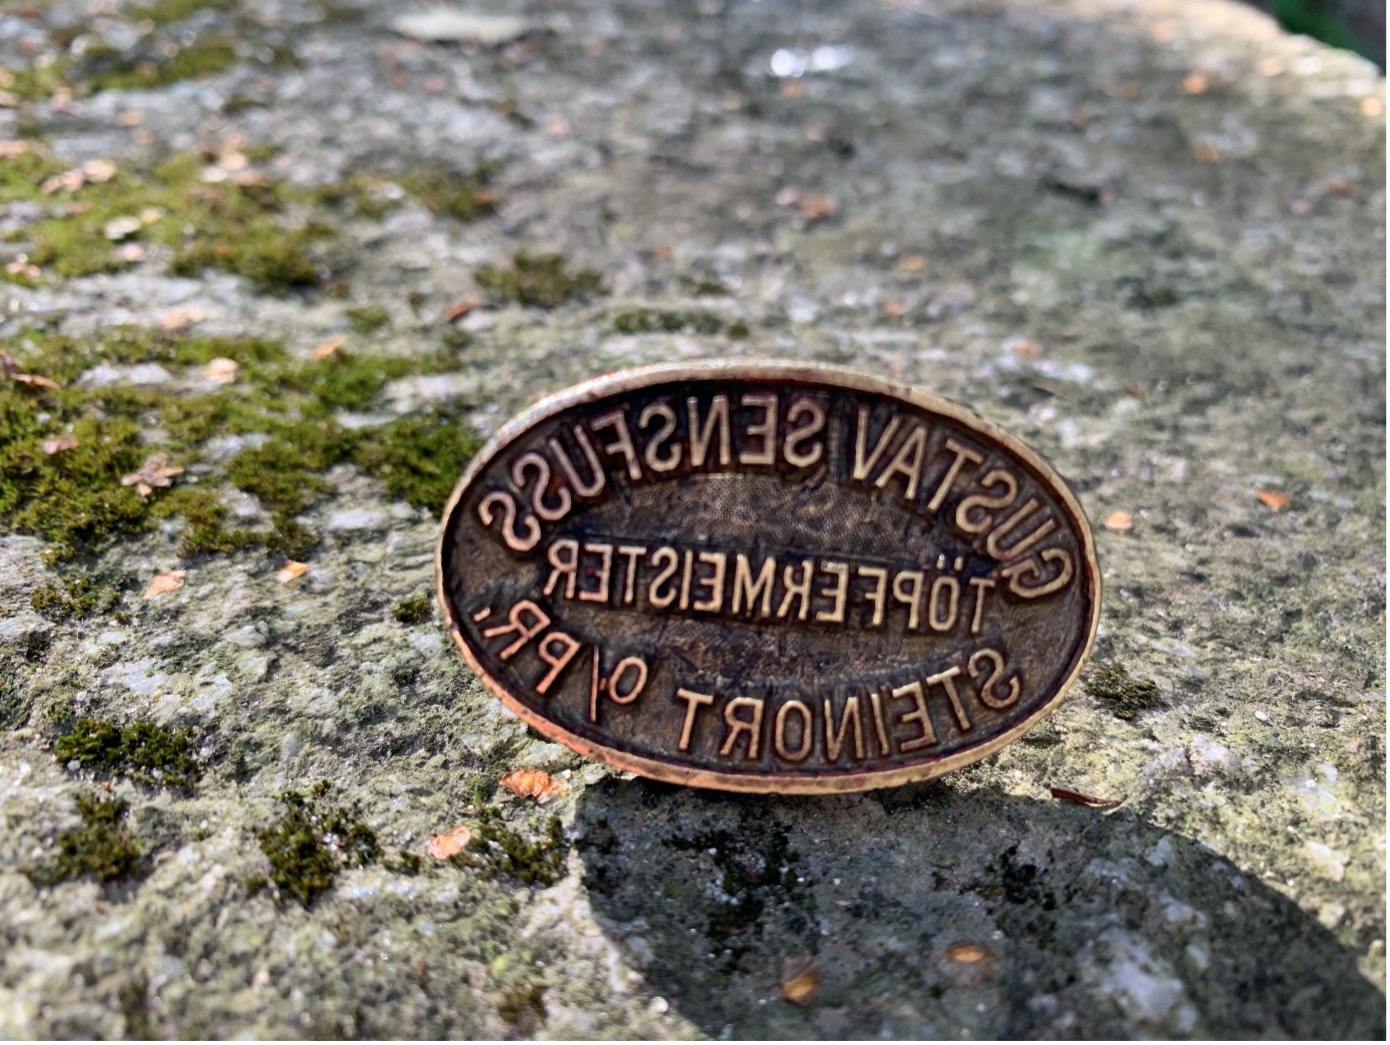 GUSTAV SENSFUSS
TÖPFERMEISTER
STEINORT O/PR.